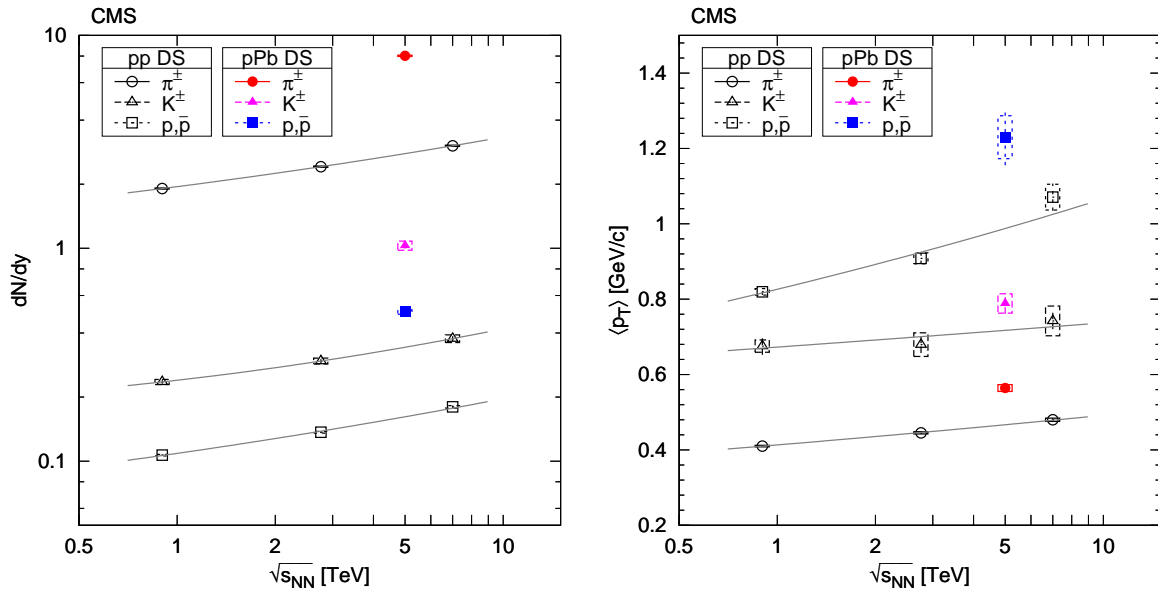 CMS
10
1
0.1
dN/dy
pp DS
π±
K±
p,p̄
pPb DS
π±
K±
p,p̄
0.5
1
2
5
10
√sNN [TeV]
CMS
1.4
1.2
1
0.8
0.6
0.4
0.2
⟨pT⟩ [GeV/c]
pp DS
π±
K±
p,p̄
pPb DS
π±
K±
p,p̄
0.5
1
2
5
10
√sNN [TeV]